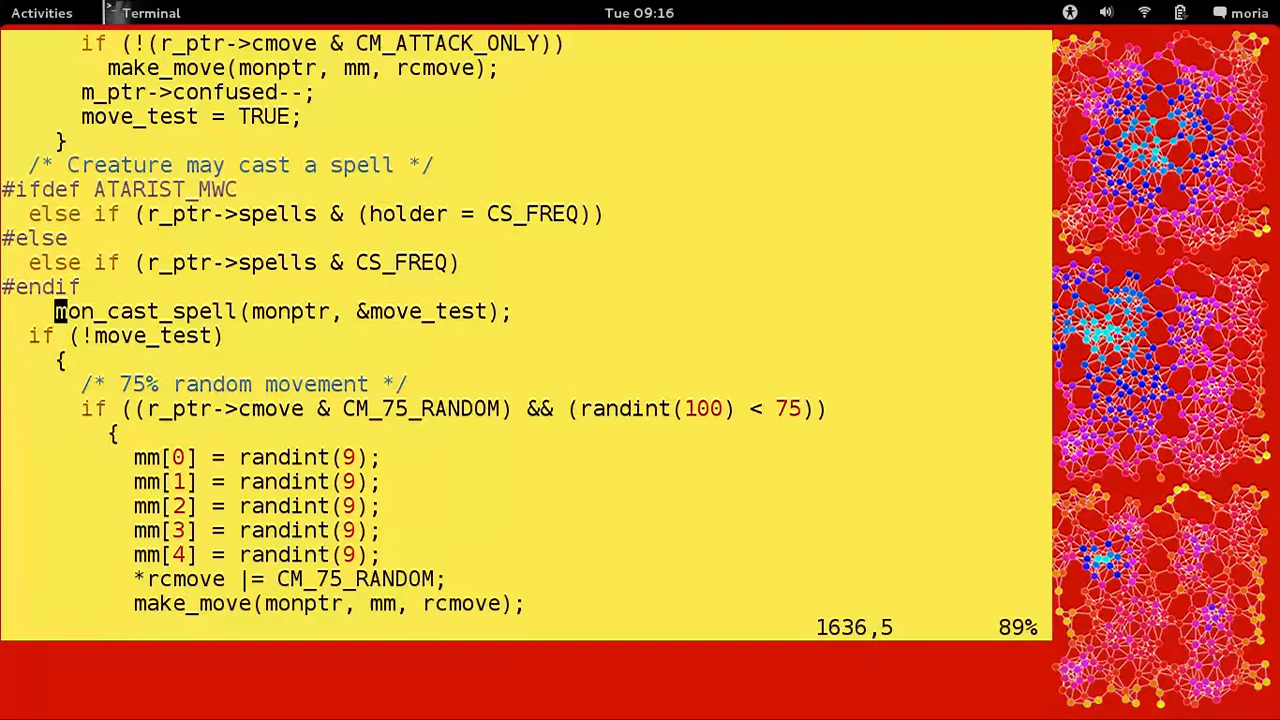 Activities Terminal Tue 09:16 moria
if (!(r_ptr->cmove & CM_ATTACK_ONLY))
make_move(monptr, mm, rcmove);
m_ptr->confused--;
move_test = TRUE;
}
/* Creature may cast a spell */
#ifdef ATARIST_MWC
else if (r_ptr->spells & (holder = CS_FREQ))
#else
else if (r_ptr->spells & CS_FREQ)
#endif
mon_cast_spell(monptr, &move_test);
if (!move_test)
{
/* 75% random movement */
if ((r_ptr->cmove & CM_75_RANDOM) && (randint(100) < 75))
{
mm[0] = randint(9);
mm[1] = randint(9);
mm[2] = randint(9);
mm[3] = randint(9);
mm[4] = randint(9);
*rcmove |= CM_75_RANDOM;
make_move(monptr, mm, rcmove);
1636,5 89%